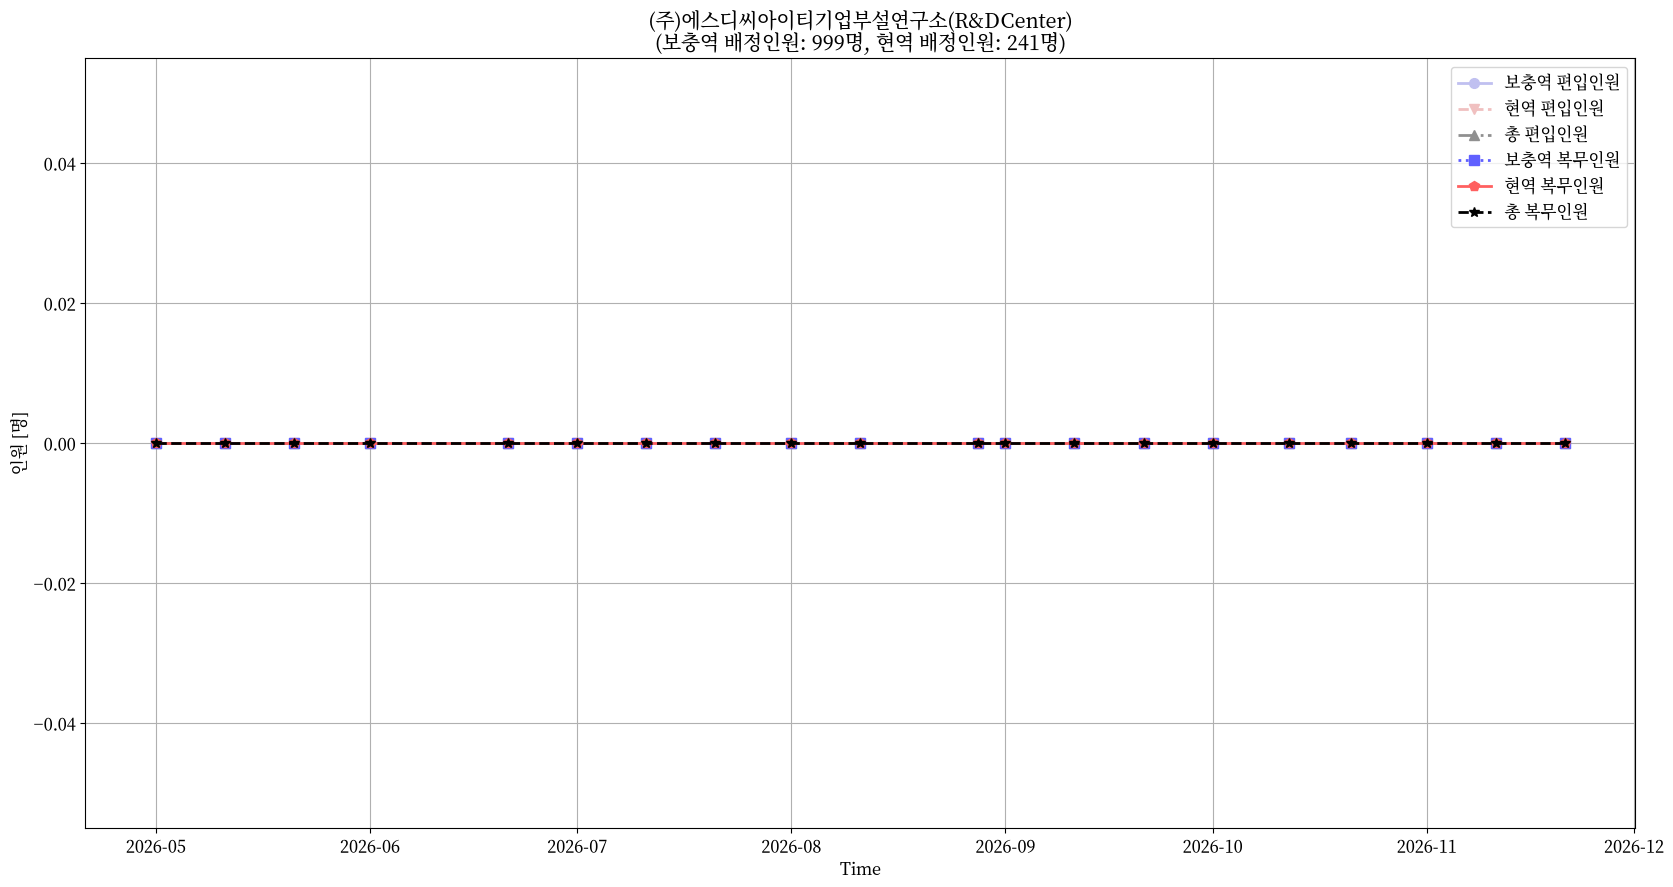 (주)에스디씨아이티기업부설연구소(R&DCenter)
(보충역 배정인원: 999명, 현역 배정인원: 241명)
보충역 편입인원
현역 편입인원
총 편입인원
보충역 복무인원
현역 복무인원
총 복무인원
인원 [명]
0.04
0.02
0.00
−0.02
−0.04
2026-05 2026-06 2026-07 2026-08 2026-09 2026-10 2026-11 2026-12
Time